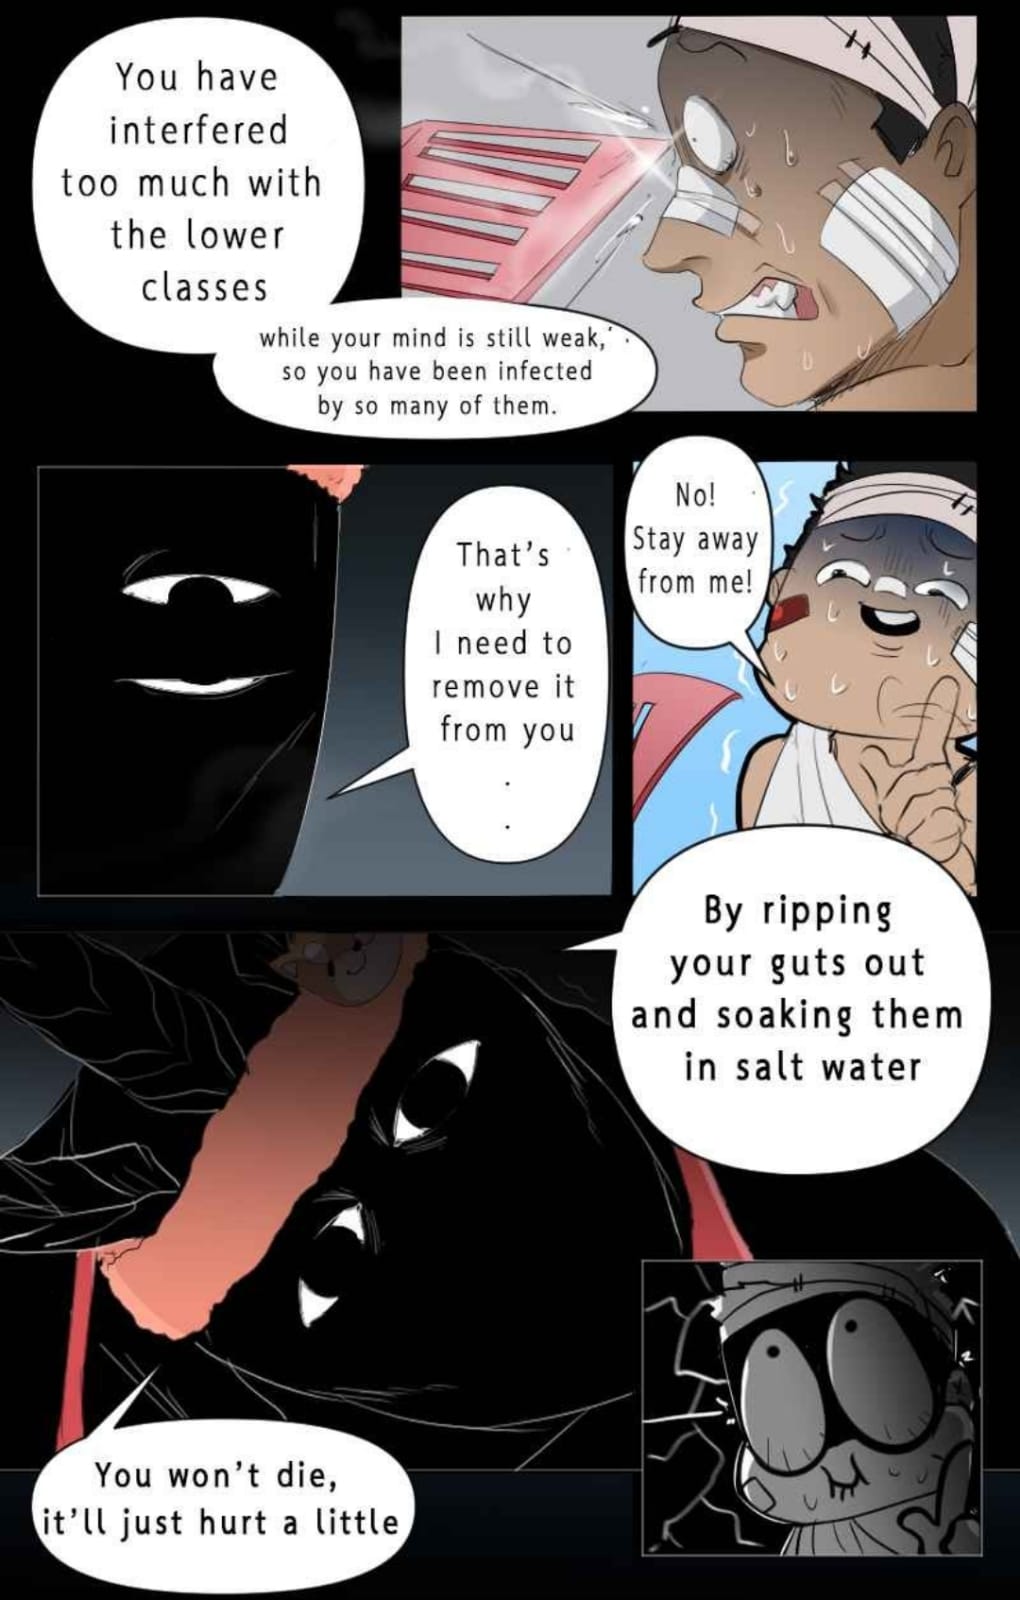 You have
interfered
too much with
the lower
classes
while your mind is still weak,
so you have been infected
by so many of them.
That's
why
I need to
remove it
from you
.
.
No!
Stay away
from me!
By ripping
your guts out
and soaking them
in salt water
You won't die,
it'll just hurt a little